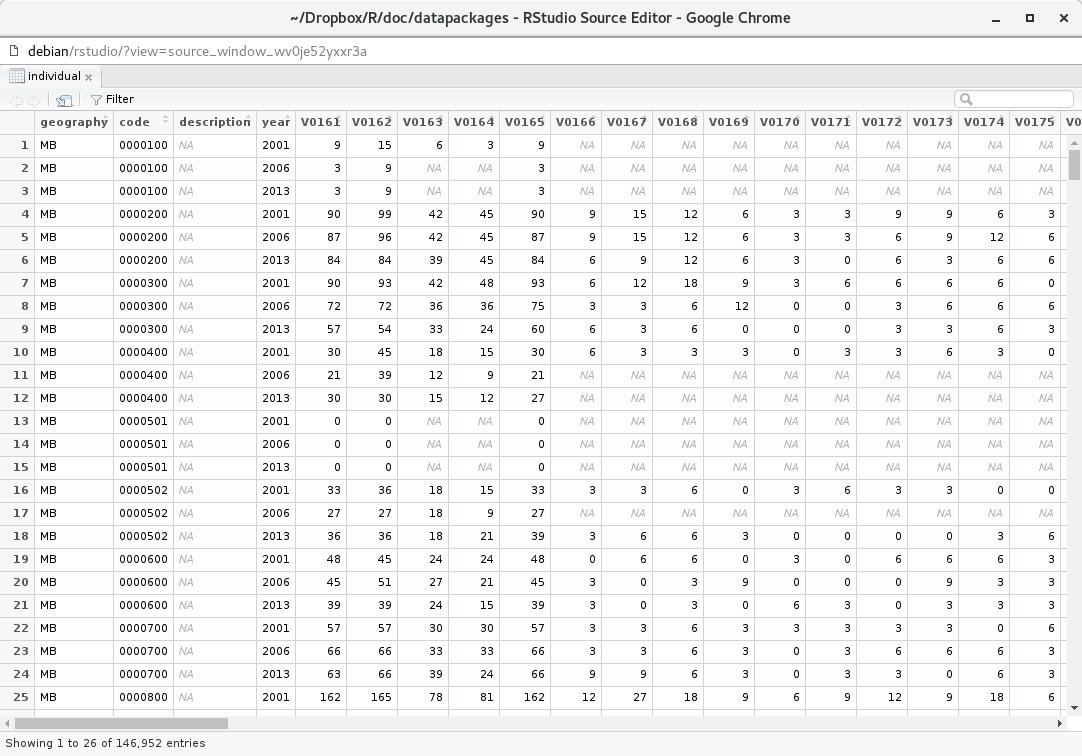 ~/Dropbox/R/doc/datapackages - RStudio Source Editor - Google Chrome
debian/rstudio/?view=source_window_wv0je52yxxr3a
individual
Filter
geography code description year V0161 V0162 V0163 V0164 V0165 V0166 V0167 V0168 V0169 V0170 V0171 V0172 V0173 V0174 V0175 V0
1 MB 0000100 NA 2001 9 15 6 3 9 NA NA NA NA NA NA NA NA NA NA
2 MB 0000100 NA 2006 3 9 NA NA 3 NA NA NA NA NA NA NA NA NA NA
3 MB 0000100 NA 2013 3 9 NA NA 3 NA NA NA NA NA NA NA NA NA NA
4 MB 0000200 NA 2001 90 99 42 45 90 9 15 12 6 3 3 9 9 6 3
5 MB 0000200 NA 2006 87 96 42 45 87 9 15 12 6 3 3 6 9 12 6
6 MB 0000200 NA 2013 84 84 39 45 84 6 9 12 6 3 0 6 3 6 6
7 MB 0000300 NA 2001 90 93 42 48 93 6 12 18 9 3 6 6 6 6 0
8 MB 0000300 NA 2006 72 72 36 36 75 3 3 6 12 0 0 3 6 6 6
9 MB 0000300 NA 2013 57 54 33 24 60 6 3 6 0 0 0 3 3 6 3
10 MB 0000400 NA 2001 30 45 18 15 30 6 3 3 3 0 3 3 6 3 0
11 MB 0000400 NA 2006 21 39 12 9 21 NA NA NA NA NA NA NA NA NA NA
12 MB 0000400 NA 2013 30 30 15 12 27 NA NA NA NA NA NA NA NA NA NA
13 MB 0000501 NA 2001 0 0 NA NA 0 NA NA NA NA NA NA NA NA NA NA
14 MB 0000501 NA 2006 0 0 NA NA 0 NA NA NA NA NA NA NA NA NA NA
15 MB 0000501 NA 2013 0 0 NA NA 0 NA NA NA NA NA NA NA NA NA NA
16 MB 0000502 NA 2001 33 36 18 15 33 3 3 6 0 3 6 3 3 0 0
17 MB 0000502 NA 2006 27 27 18 9 27 NA NA NA NA NA NA NA NA NA NA
18 MB 0000502 NA 2013 36 36 18 21 39 3 6 6 3 0 0 0 0 3 6
19 MB 0000600 NA 2001 48 45 24 24 48 0 6 6 0 3 0 6 6 6 3
20 MB 0000600 NA 2006 45 51 27 21 45 3 0 3 9 0 0 0 9 3 3
21 MB 0000600 NA 2013 39 39 24 15 39 3 0 3 0 6 3 0 3 3 3
22 MB 0000700 NA 2001 57 57 30 30 57 3 3 6 3 3 3 3 3 0 6
23 MB 0000700 NA 2006 66 66 33 33 66 3 3 6 3 0 3 6 6 6 3
24 MB 0000700 NA 2013 63 66 39 24 66 9 9 6 3 0 3 3 0 6 3
25 MB 0000800 NA 2001 162 165 78 81 162 12 27 18 9 6 9 12 9 18 6
Showing 1 to 26 of 146,952 entries